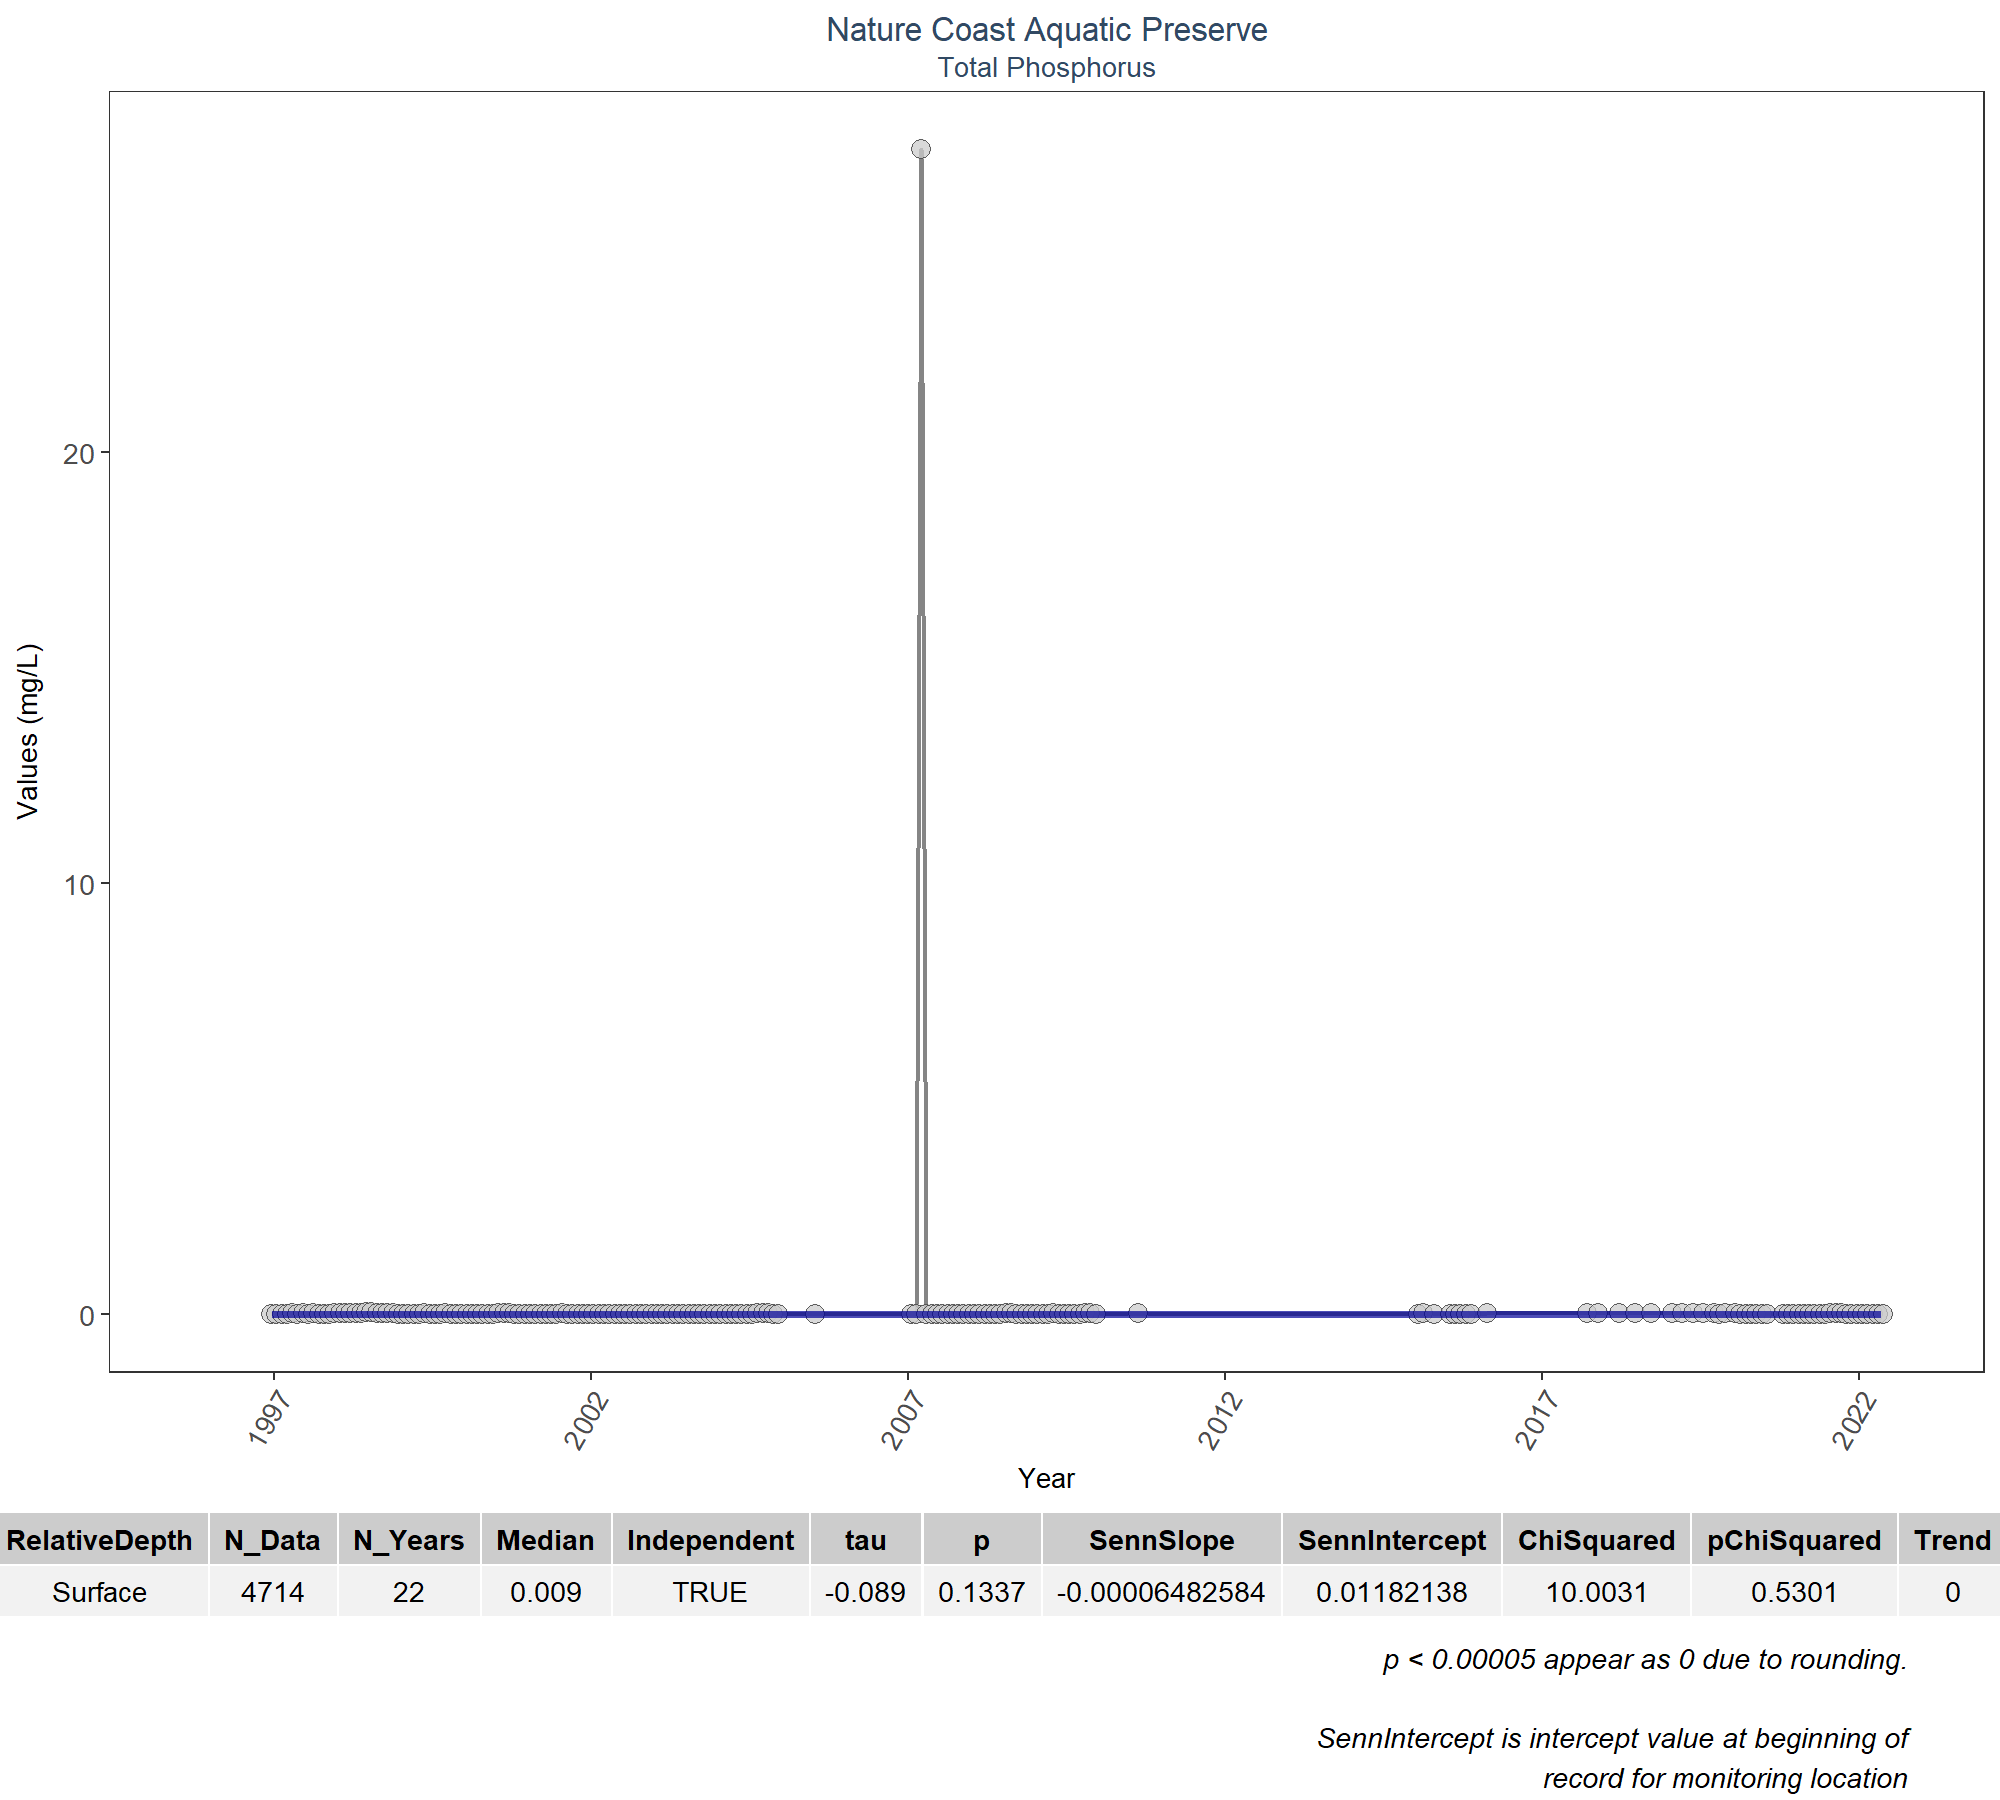 Nature Coast Aquatic Preserve
Total Phosphorus
Values (mg/L)
20
10
0
1997
2002
2007
2012
2017
2022
Year
RelativeDepth N_Data N_Years Median Independent tau p SennSlope SennIntercept ChiSquared pChiSquared Trend
Surface 4714 22 0.009 TRUE -0.089 0.1337 -0.00006482584 0.01182138 10.0031 0.5301 0
p < 0.00005 appear as 0 due to rounding.
SennIntercept is intercept value at beginning of
record for monitoring location